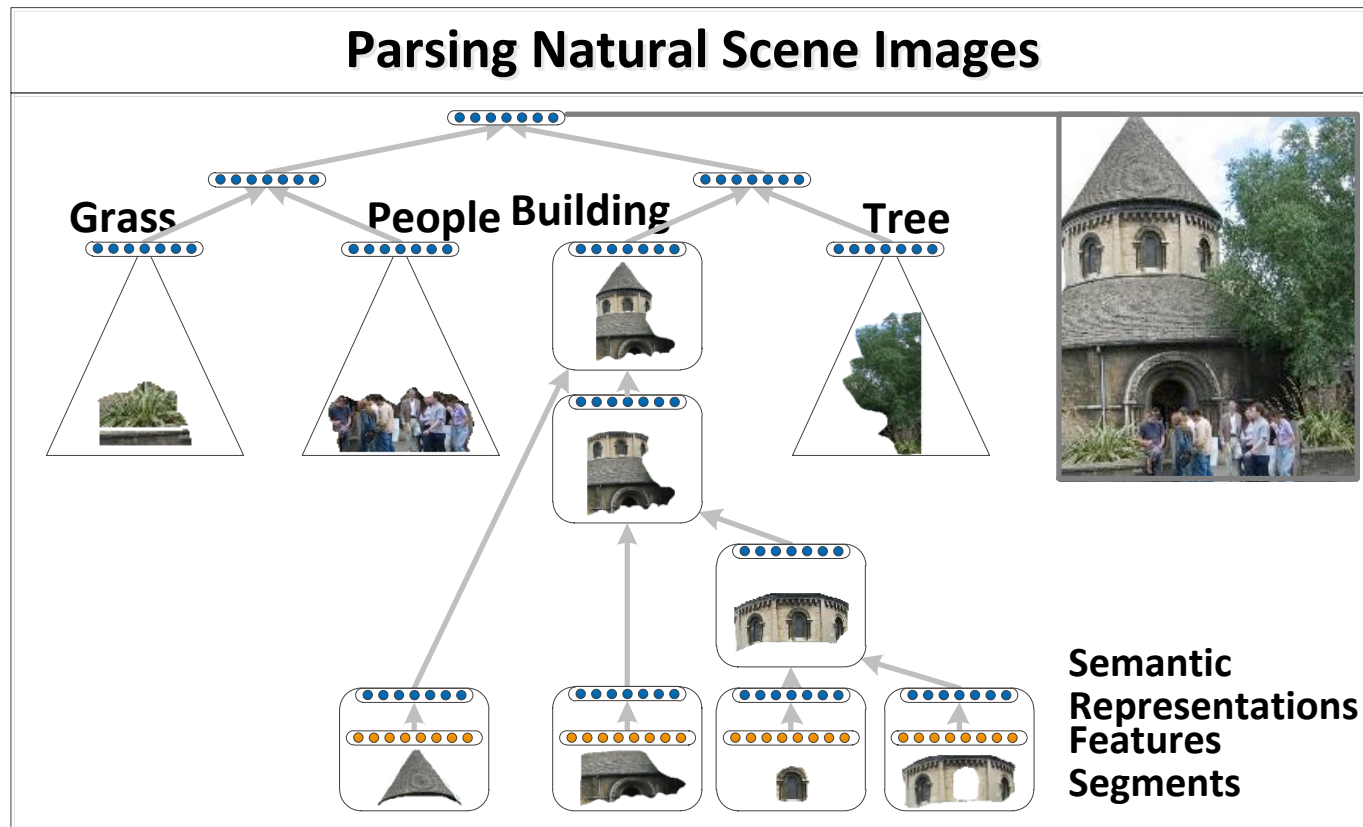 Parsing Natural Scene Images
Grass
People
Building
Tree
Semantic
Representations
Features
Segments